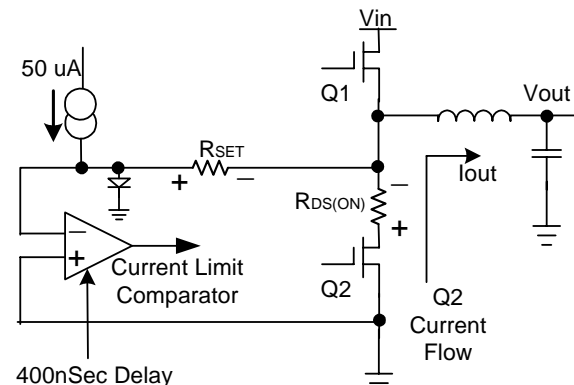 Vin
50 uA
Q1
Vout
RSET
+ −
−
Iout
RDS(ON)
+
−
+
Current Limit
Comparator
Q2
Q2
Current
Flow
400nSec Delay